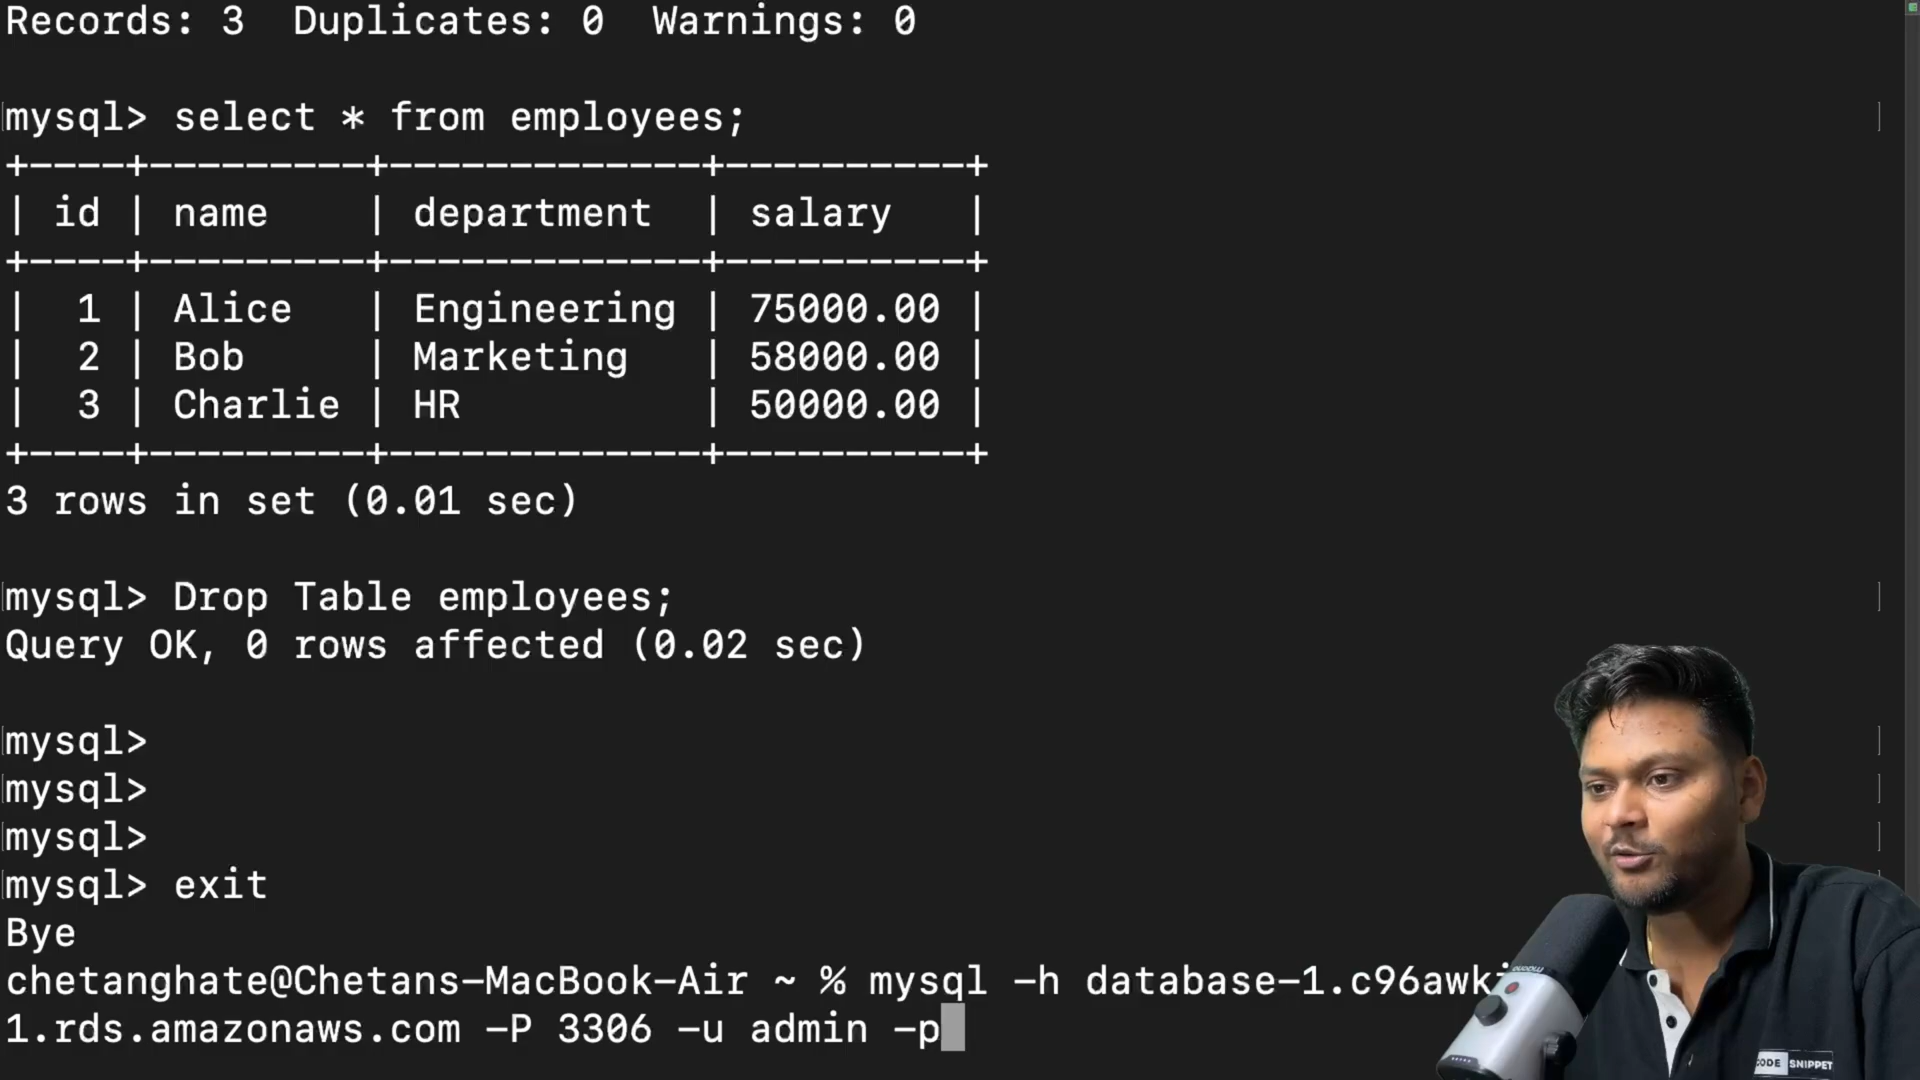 Records: 3  Duplicates: 0  Warnings: 0
mysql> select * from employees;
+----+---------+-------------+----------+
| id | name    | department  | salary   |
+----+---------+-------------+----------+
|  1 | Alice   | Engineering | 75000.00 |
|  2 | Bob     | Marketing   | 58000.00 |
|  3 | Charlie | HR          | 50000.00 |
+----+---------+-------------+----------+
3 rows in set (0.01 sec)
mysql> Drop Table employees;
Query OK, 0 rows affected (0.02 sec)
mysql>
mysql>
mysql>
mysql> exit
Bye
chetanghate@Chetans-MacBook-Air ~ % mysql -h database-1.c96awk
1.rds.amazonaws.com -P 3306 -u admin -p
CODE SNIPPET